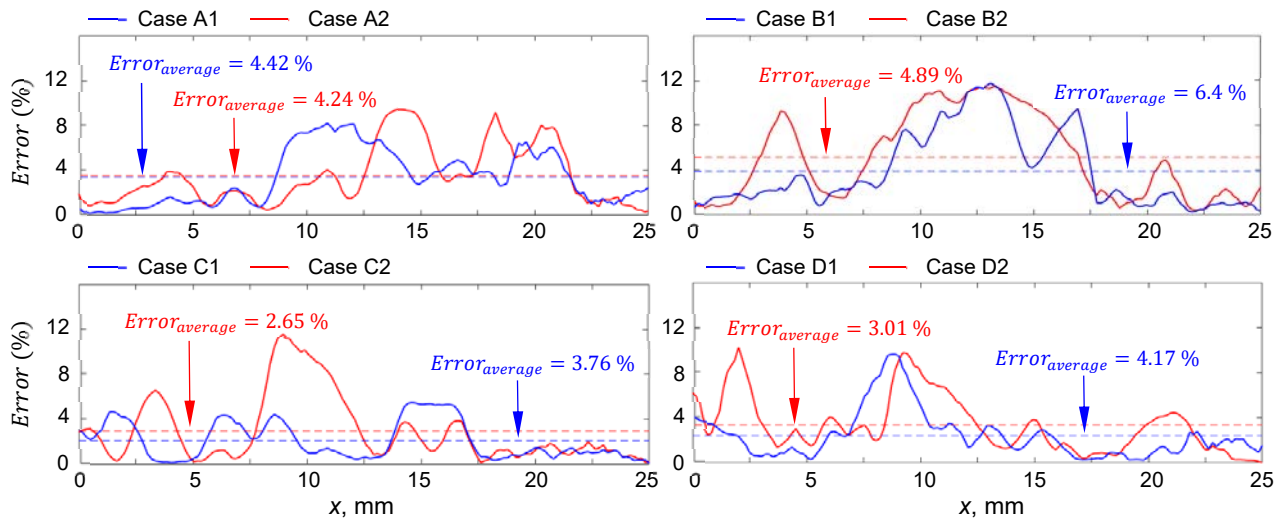 Case A1 Case A2
Error_average = 4.42 %
Error_average = 4.24 %
Error (%)
12
8
4
0
0 5 10 15 20 25
Case B1 Case B2
Error_average = 4.89 %
Error_average = 6.4 %
12
8
4
0
0 5 10 15 20 25
Case C1 Case C2
Error_average = 2.65 %
Error_average = 3.76 %
Error (%)
12
8
4
0
0 5 10 15 20 25
x, mm
Case D1 Case D2
Error_average = 3.01 %
Error_average = 4.17 %
12
8
4
0
0 5 10 15 20 25
x, mm